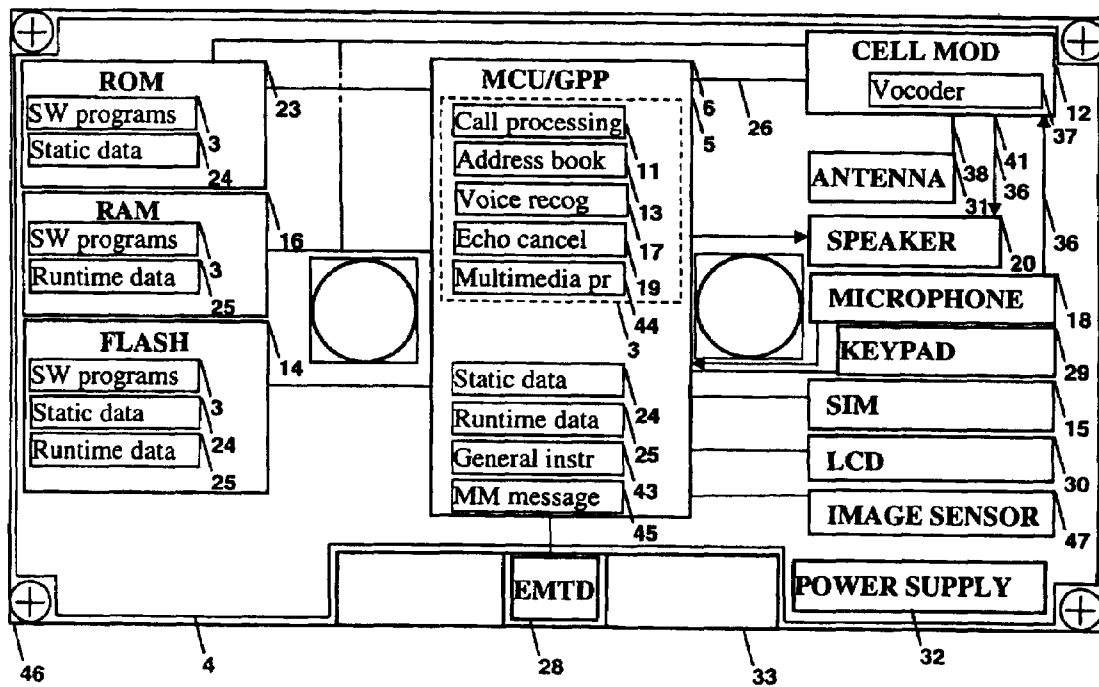 ROM
SW programs
3
Static data
24
23
RAM
SW programs
3
Runtime data
25
16
FLASH
SW programs
3
Static data
24
Runtime data
25
14
MCU/GPP
Call processing
11
Address book
13
Voice recog
17
Echo cancel
19
Multimedia pr
44
3
Static data
24
Runtime data
25
General instr
43
MM message
45
6
5
26
CELL MOD
Vocoder
12
37
38
41
36
31
36
ANTENNA
SPEAKER
20
MICROPHONE
18
KEYPAD
29
SIM
15
LCD
30
IMAGE SENSOR
47
POWER SUPPLY
32
EMTD
46
4
28
33